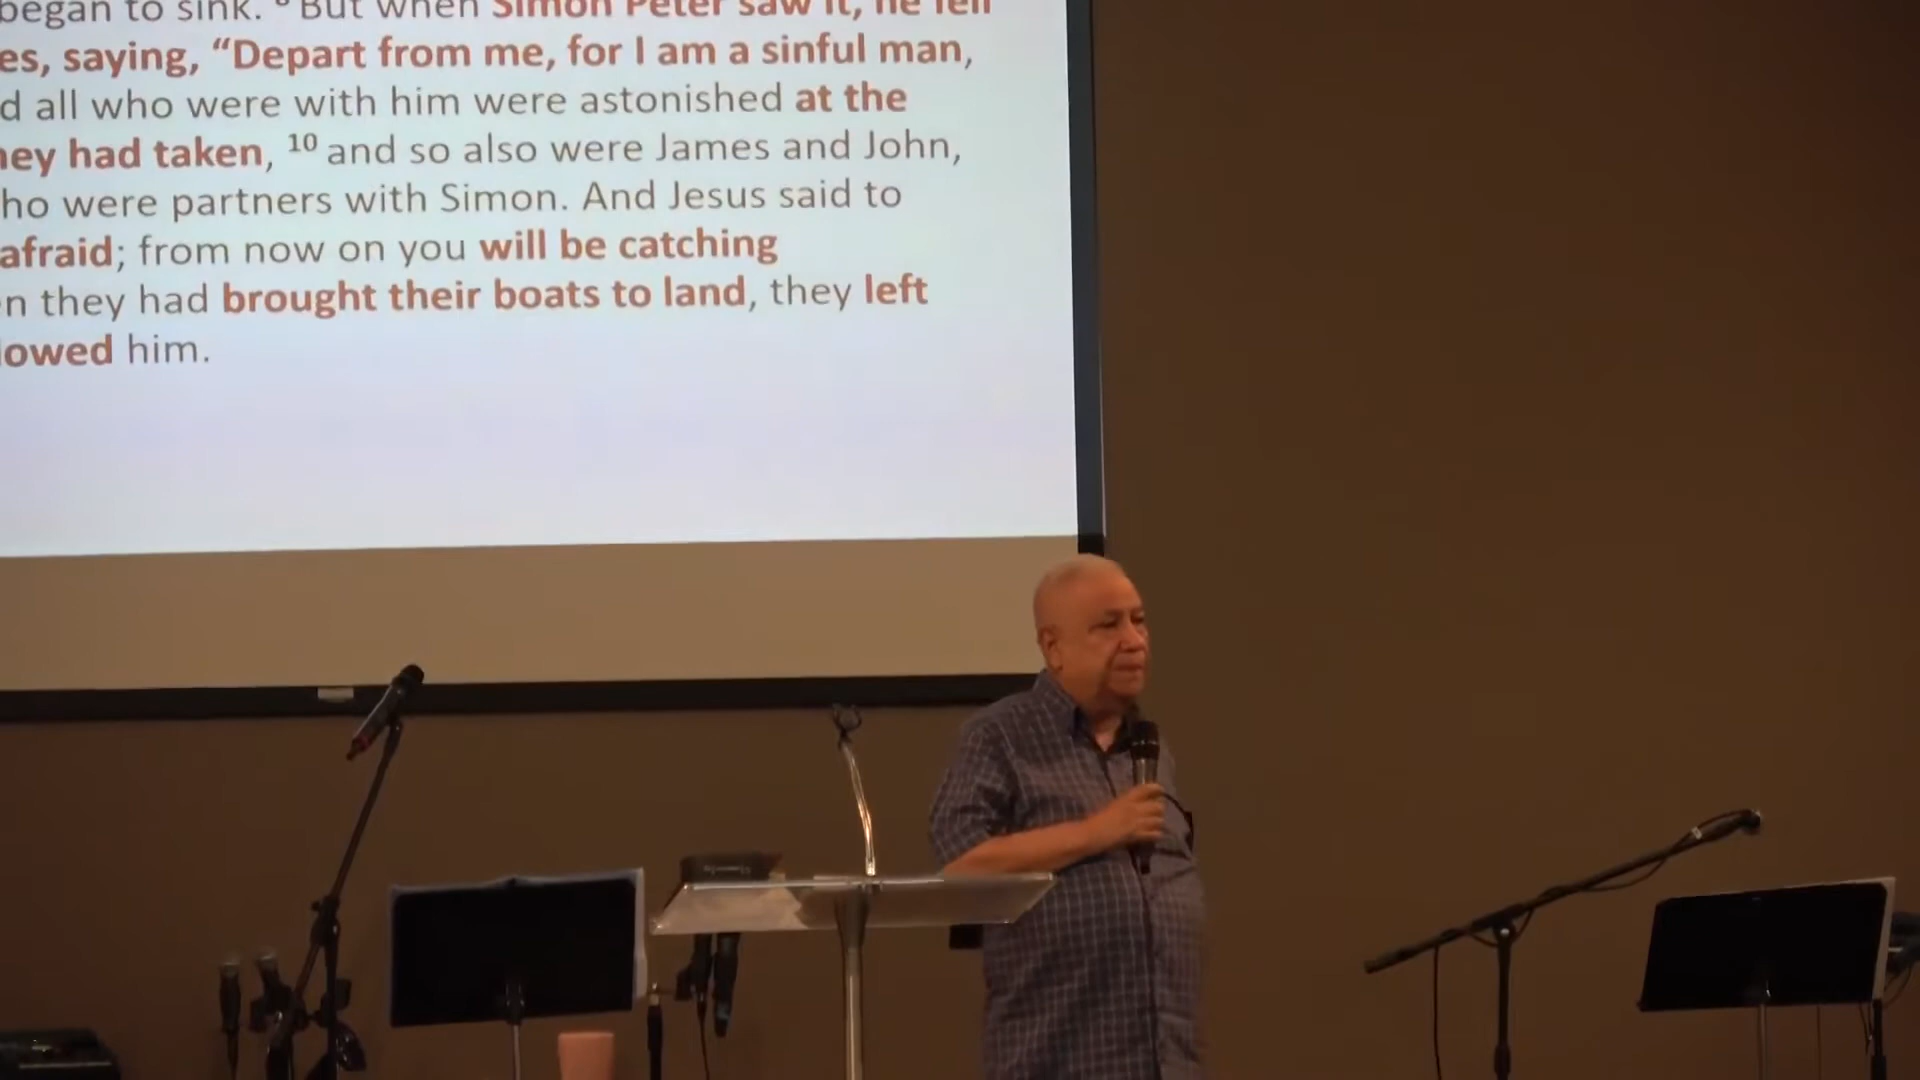 began to sink. 8 But when Simon Peter saw it, he fell
es, saying, “Depart from me, for I am a sinful man,
d all who were with him were astonished at the
hey had taken, 10 and so also were James and John,
ho were partners with Simon. And Jesus said to
afraid; from now on you will be catching
n they had brought their boats to land, they left
lowed him.